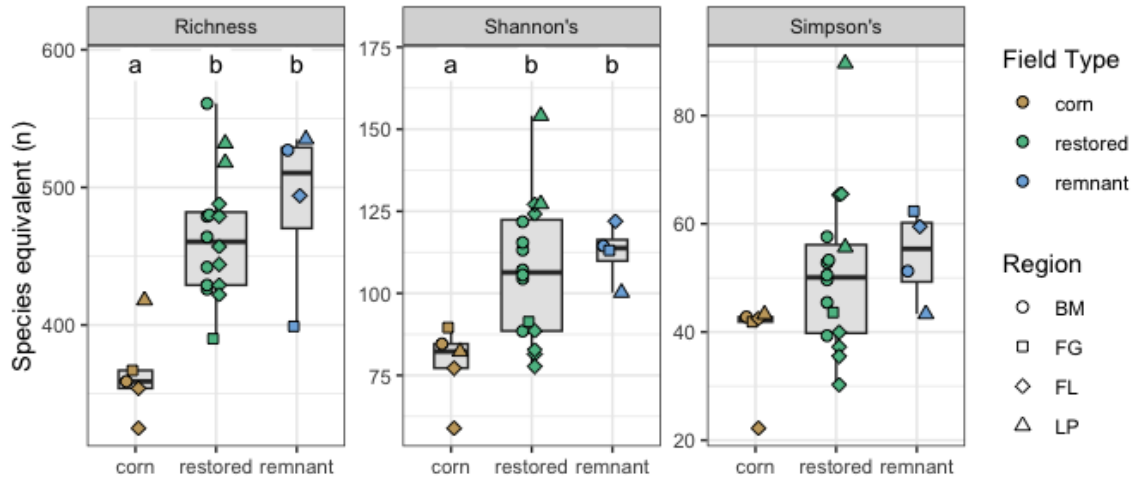 Richness Shannon's Simpson's
Species equivalent (n)
600
500
400
a b b
corn restored remnant
175
150
125
100
75
a b b
corn restored remnant
80
60
40
20
corn restored remnant
Field Type
corn
restored
remnant
Region
BM
FG
FL
LP